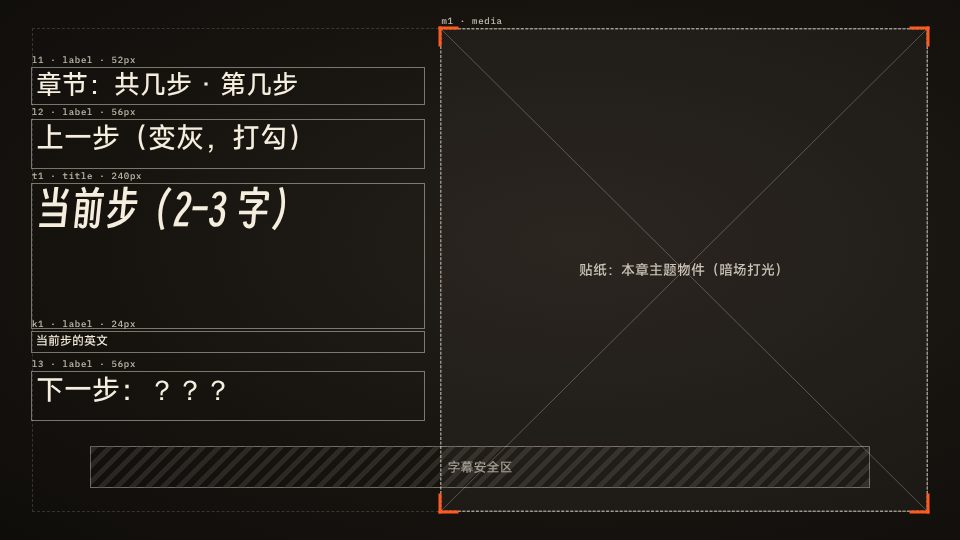 m1 · media
l1 · label · 52px
章节：共几步 · 第几步
l2 · label · 56px
上一步（变灰，打勾）
t1 · title · 240px
当前步（2-3 字）
k1 · label · 24px
当前步的英文
l3 · label · 56px
下一步：？？？
贴纸：本章主题物件（暗场打光）
字幕安全区